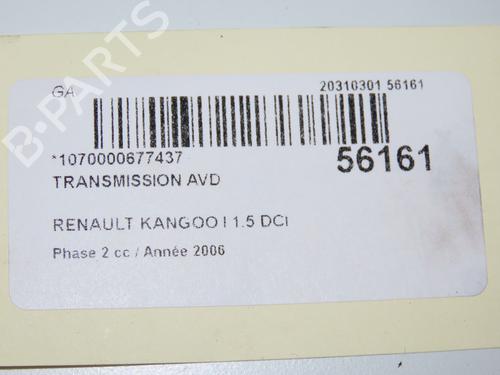 GA
20310301 56161
*1070000677437
56161
TRANSMISSION AVD
RENAULT KANGOO I 1.5 DCI
Phase 2 cc / Année 2006
B-PARTS